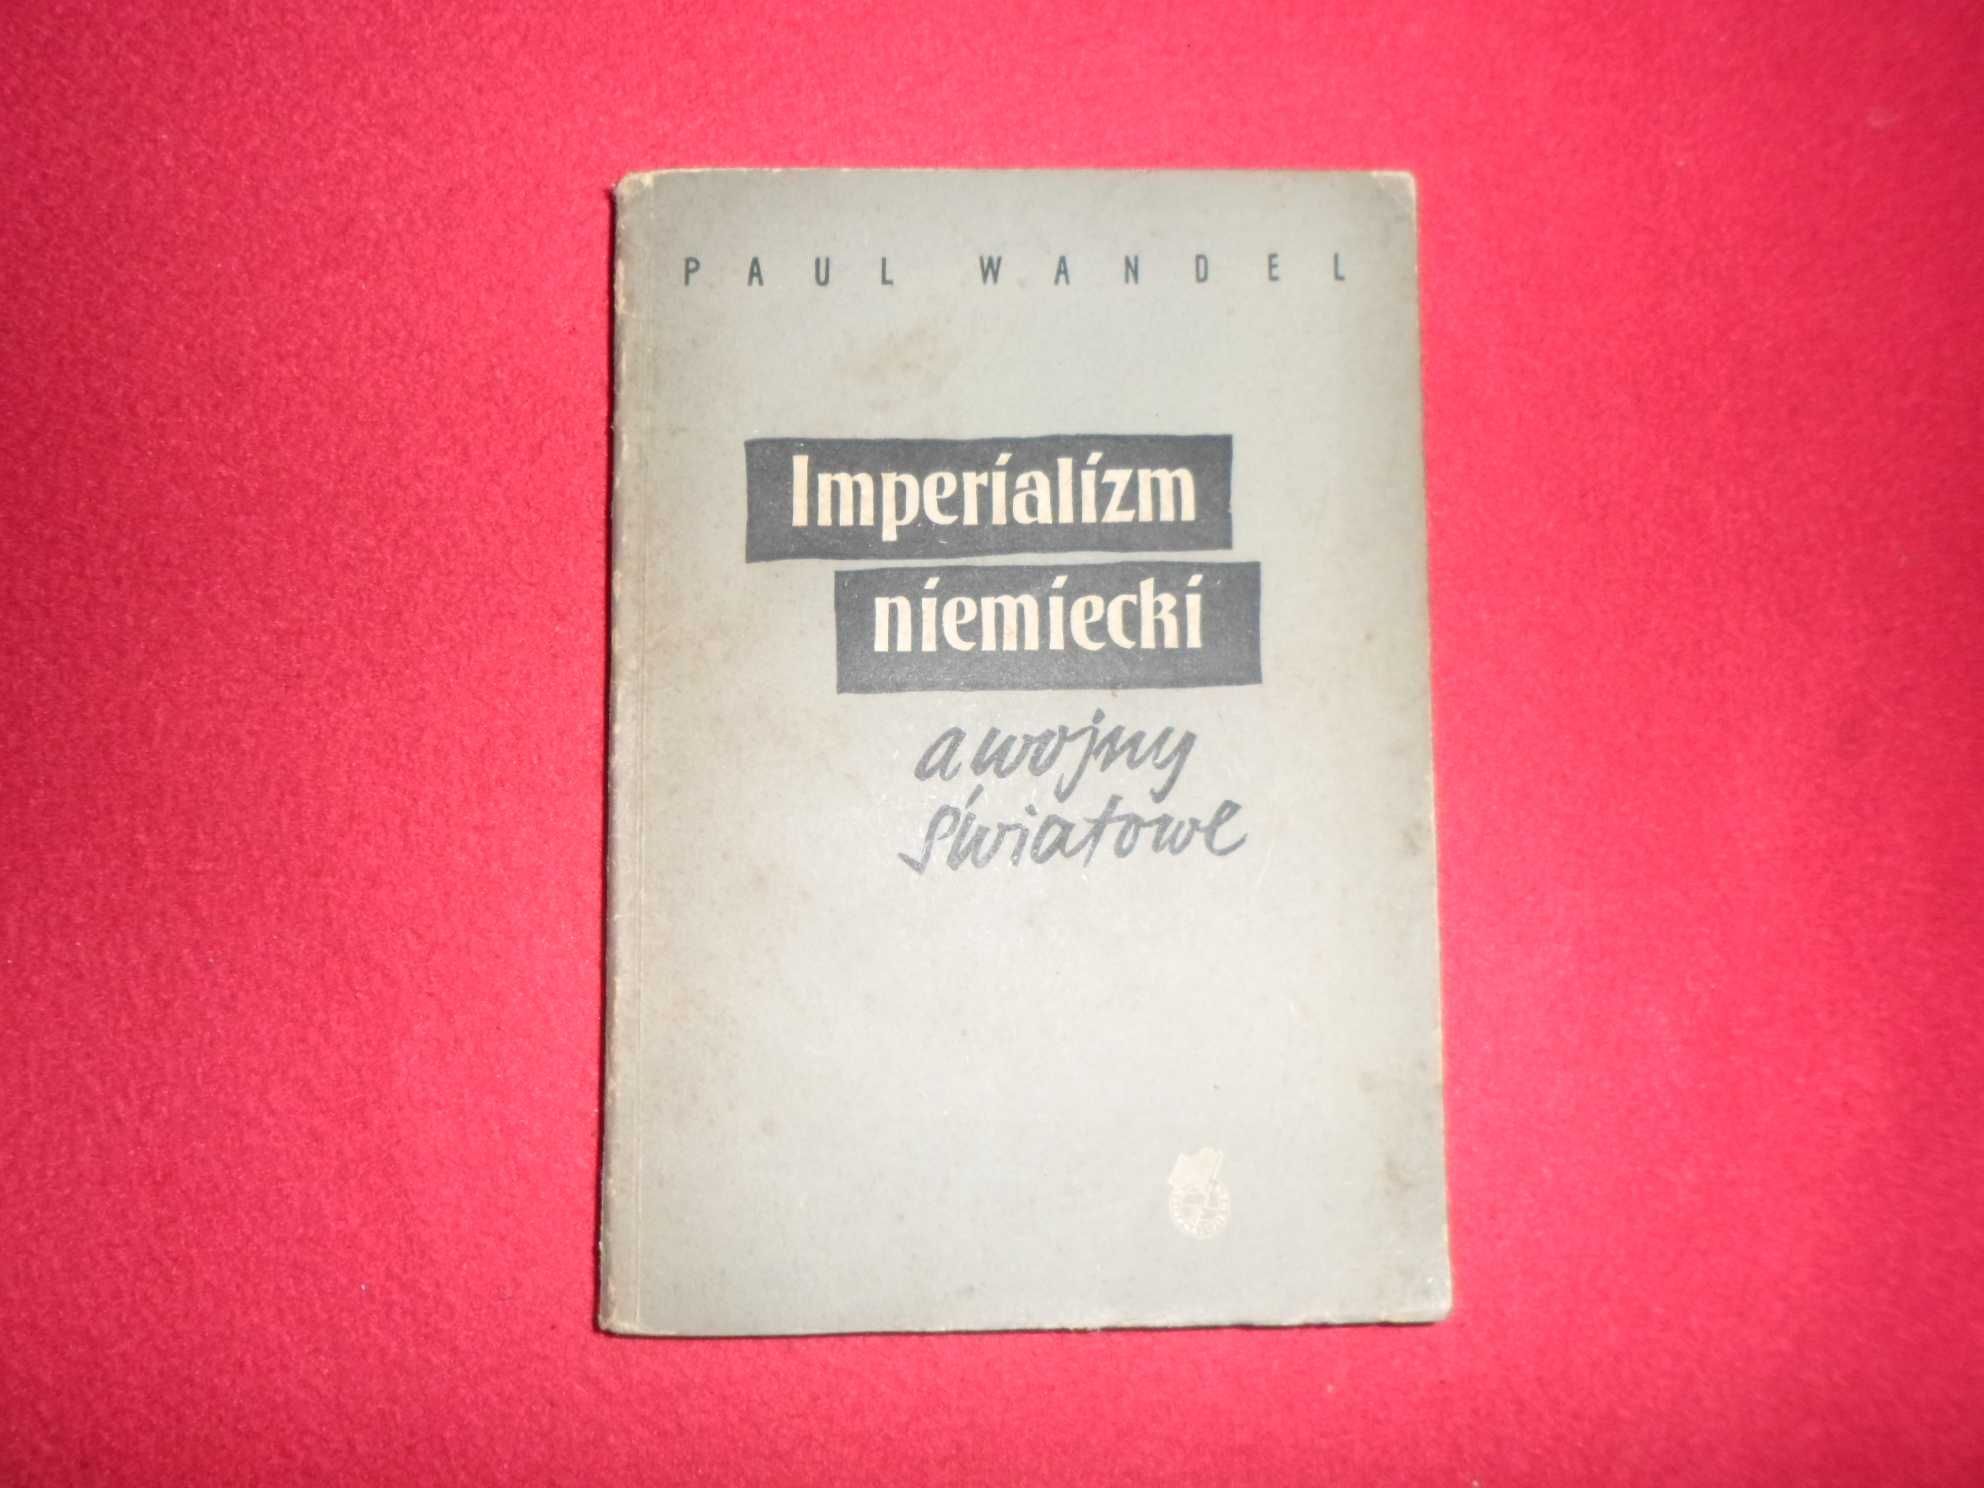 PAUL WANDEL
Imperializm
niemiecki
a wojny
światowe